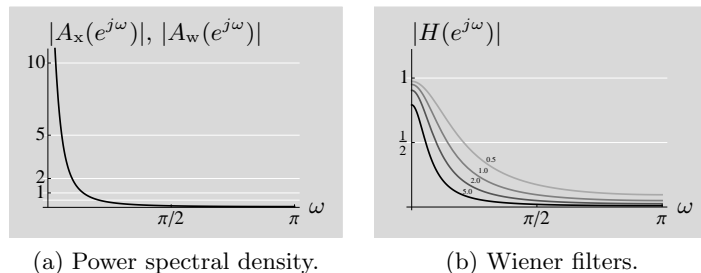 |A_x(e^{jω})|, |A_w(e^{jω})|
10
5
2
1
π/2
π
ω
(a) Power spectral density.
|H(e^{jω})|
1
1/2
0.5
1.0
2.0
5.0
π/2
π
ω
(b) Wiener filters.